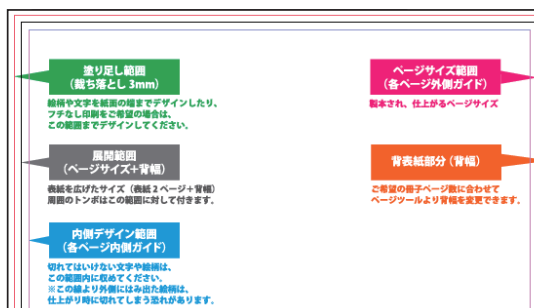 塗り足し範囲
（裁ち落とし 3mm）
絵柄や文字を紙面の端までデザインしたり、
フチなし印刷をご希望の場合は、
この範囲までデザインしてください。
展開範囲
（ページサイズ＋背幅）
表紙を広げたサイズ（表紙 2 ページ＋背幅）
周囲のトンボはこの範囲に対して付きます。
内側デザイン範囲
（各ページ内側ガイド）
切れてはいけない文字や絵柄は、
この範囲内に収めてください。
※この線より外側にはみ出た絵柄は、
仕上がり時に切れてしまう恐れがあります。
ページサイズ範囲
（各ページ外側ガイド）
製本され、仕上がるページサイズ
背表紙部分（背幅）
ご希望の冊子ページ数に合わせて
ページツールより背幅を変更できます。